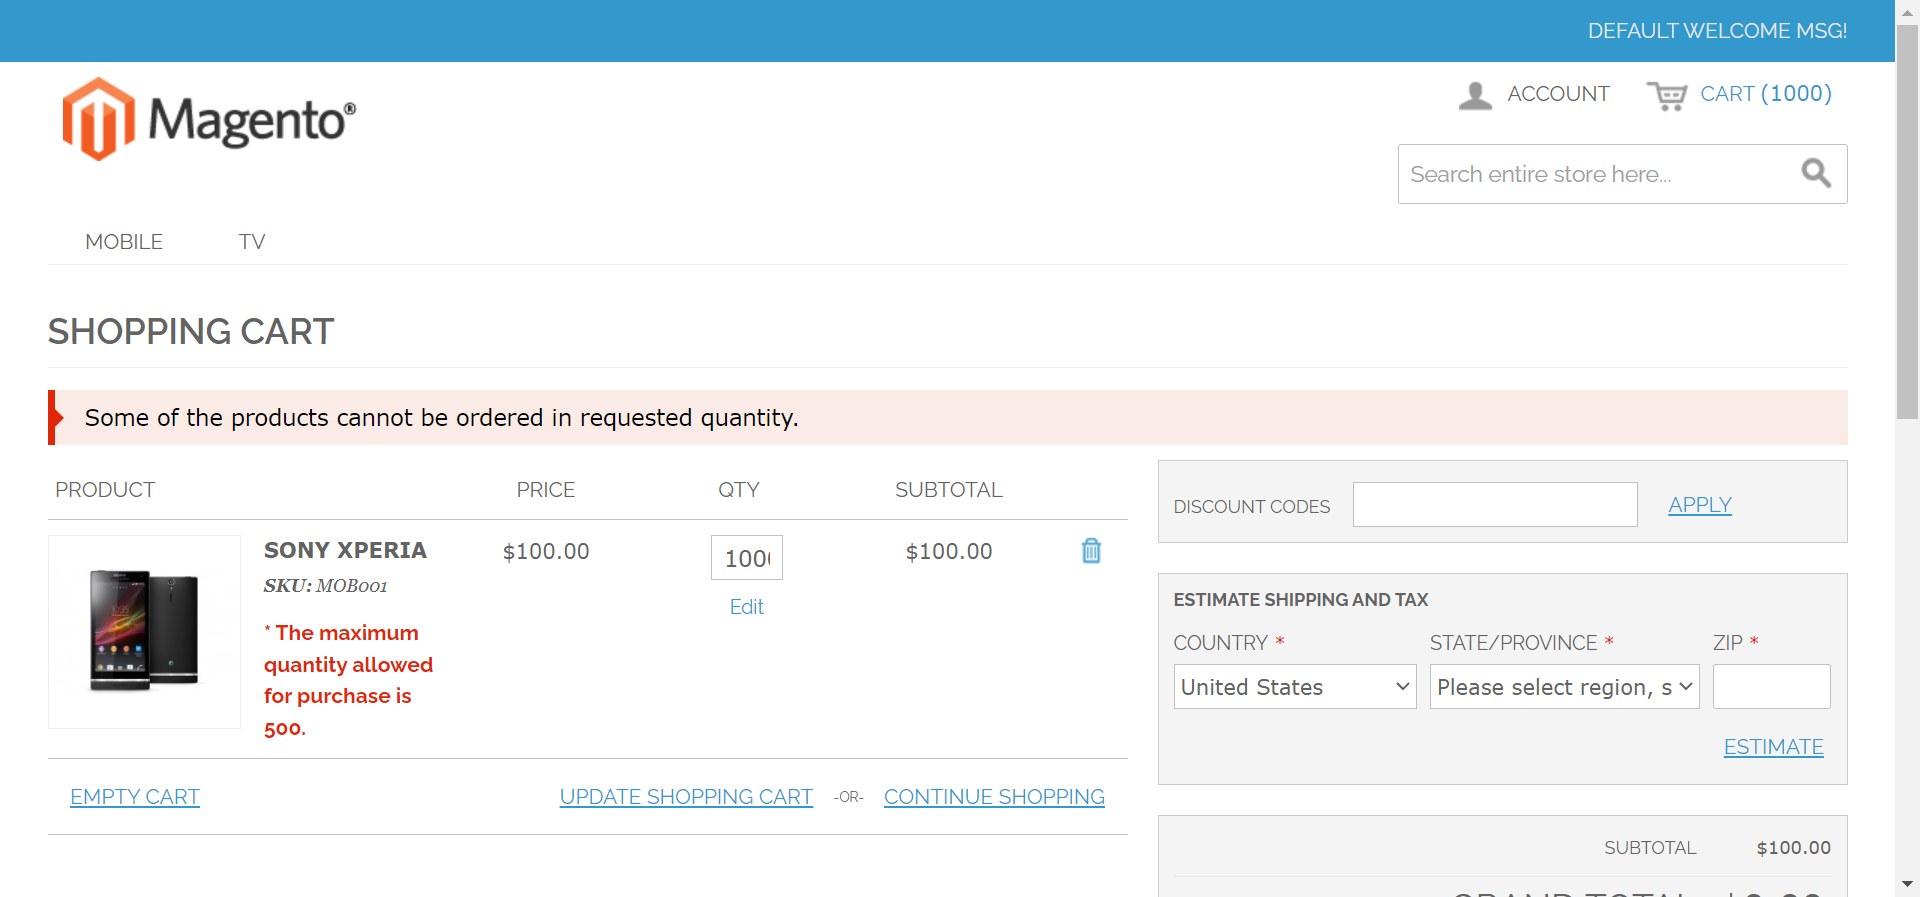 DEFAULT WELCOME MSG!
Magento®
ACCOUNT
CART (1000)
Search entire store here...
MOBILE TV
SHOPPING CART
Some of the products cannot be ordered in requested quantity.
PRODUCT PRICE QTY SUBTOTAL
SONY XPERIA $100.00 $100.00
SKU: MOB001
Edit
* The maximum
quantity allowed
for purchase is
500.
EMPTY CART UPDATE SHOPPING CART -OR- CONTINUE SHOPPING
DISCOUNT CODES APPLY
ESTIMATE SHIPPING AND TAX
COUNTRY * STATE/PROVINCE * ZIP *
United States Please select region, s
ESTIMATE
SUBTOTAL $100.00